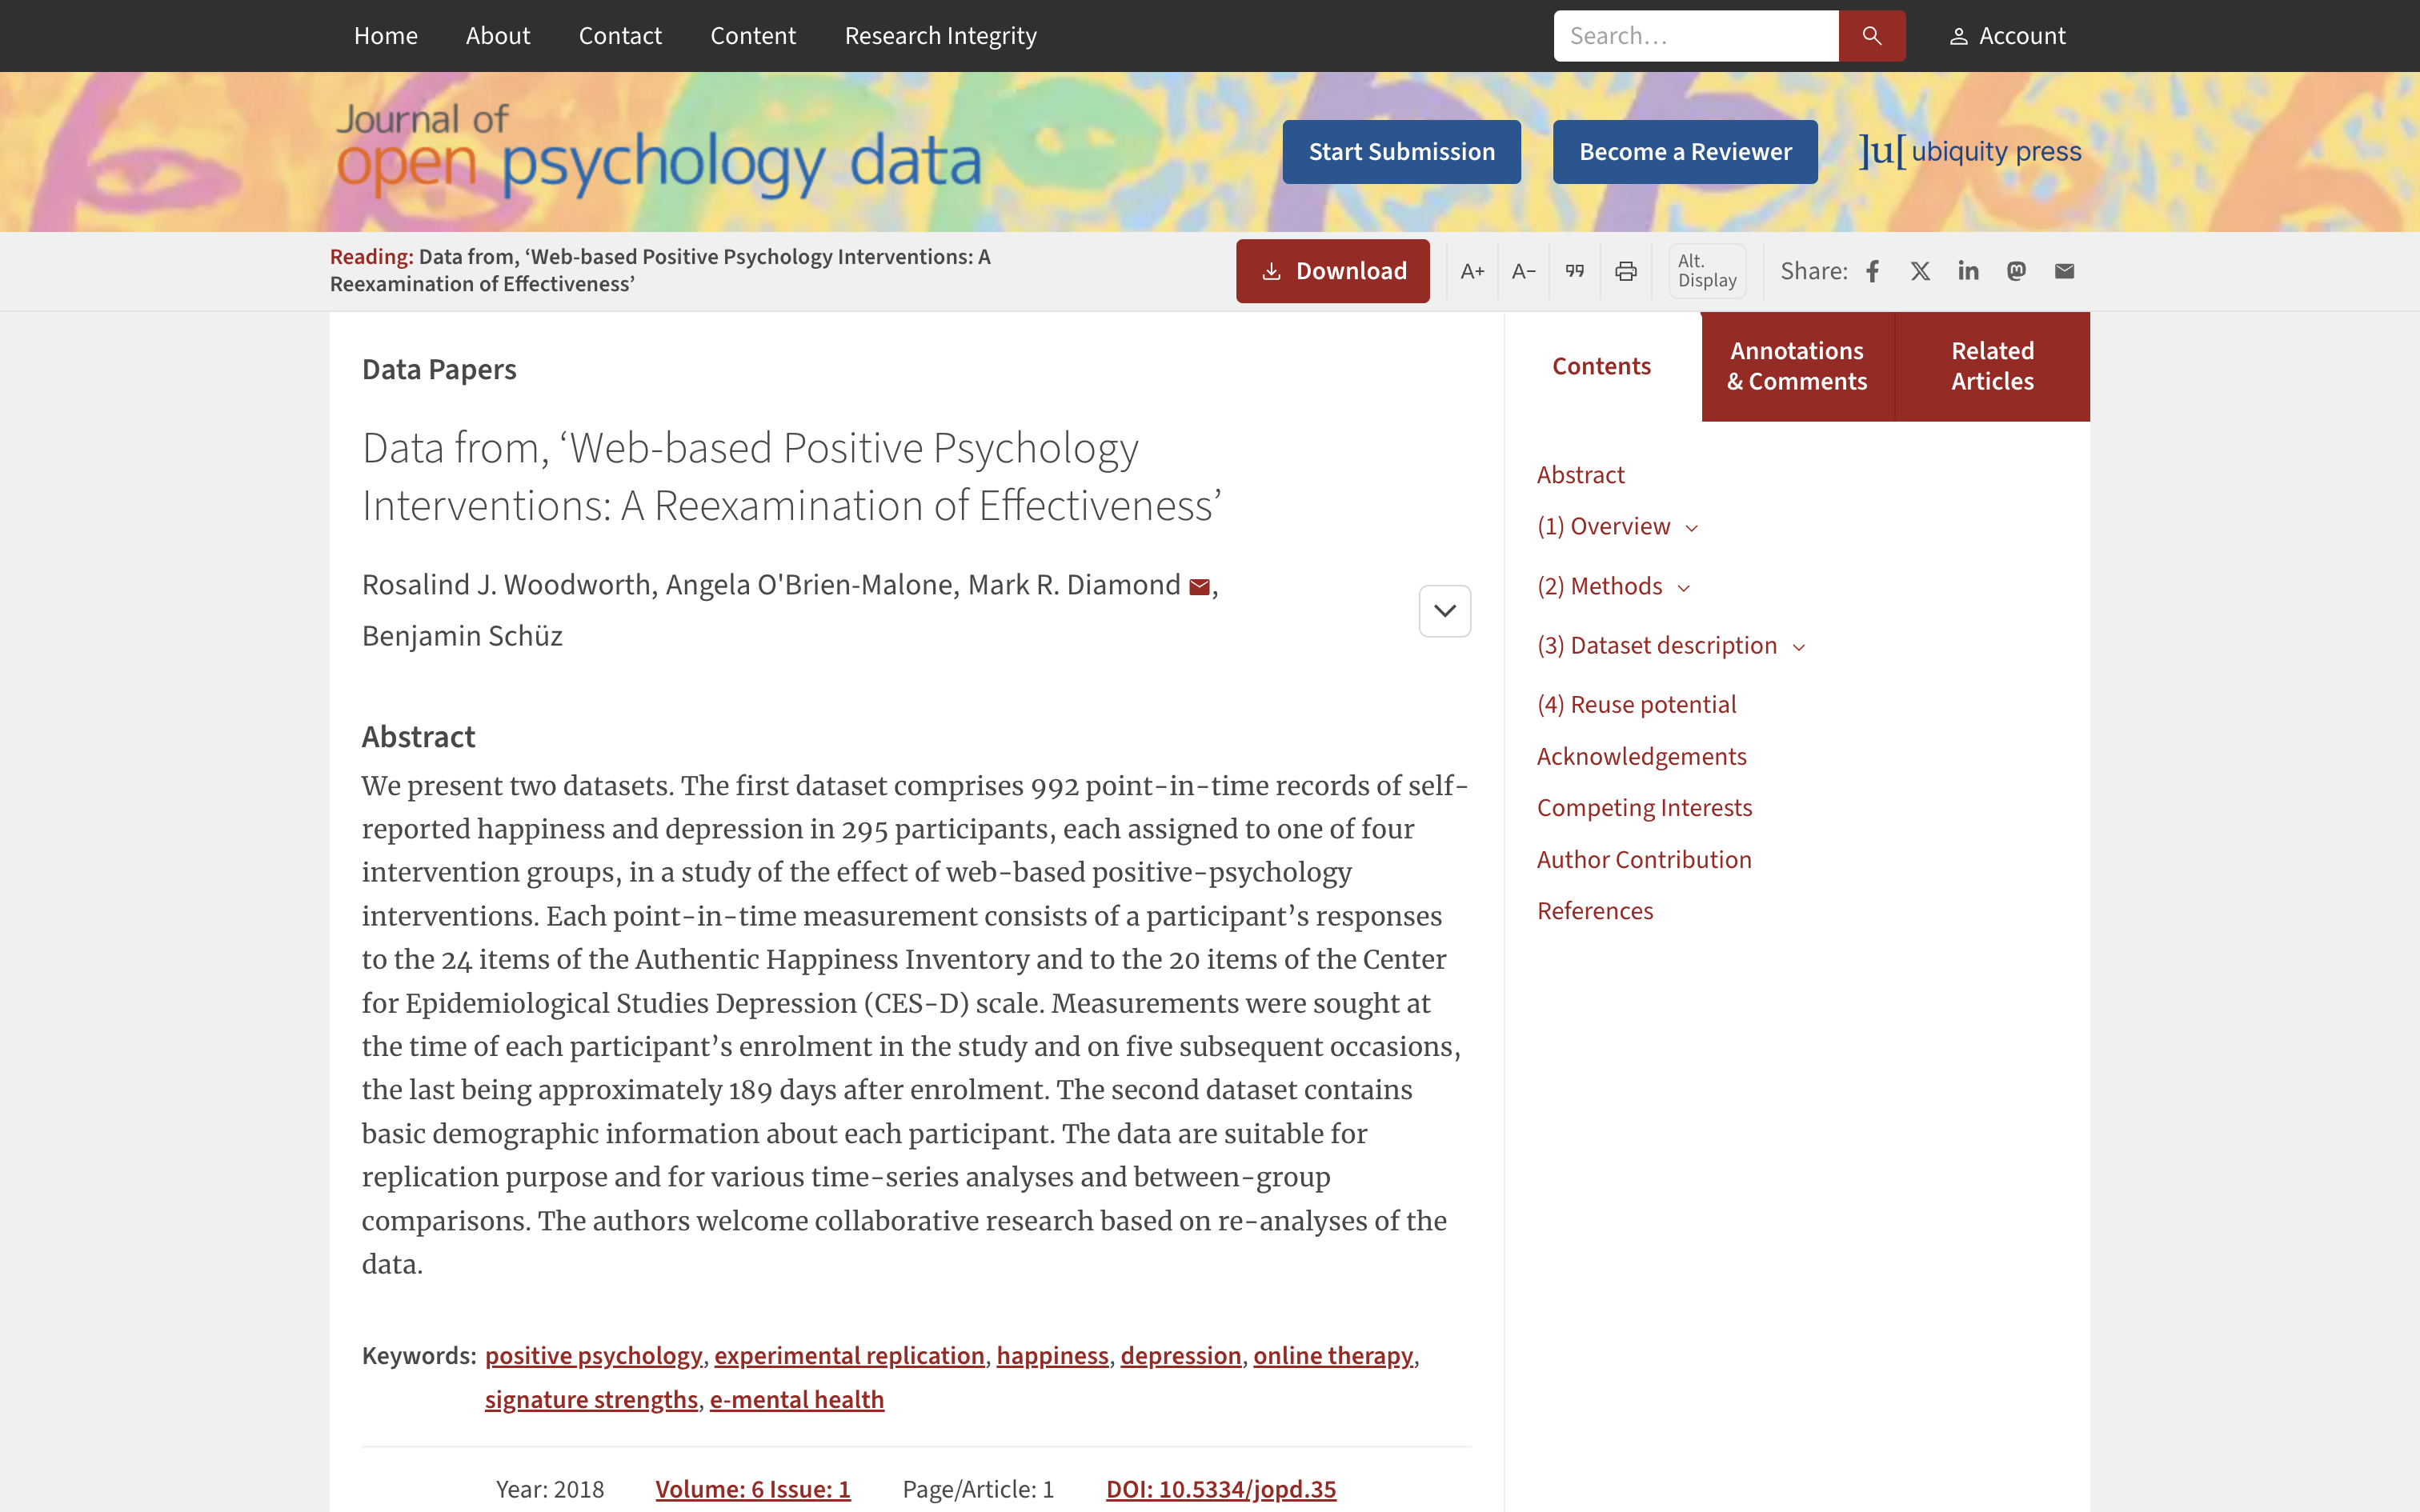 Home About Contact Content Research Integrity Search... Account
Journal of
open psychology data
Start Submission Become a Reviewer ]u[ ubiquity press
Reading: Data from, ‘Web-based Positive Psychology Interventions: A
Reexamination of Effectiveness’
Download A+ A− Alt.
Display Share:
Data Papers
Data from, ‘Web-based Positive Psychology
Interventions: A Reexamination of Effectiveness’
Rosalind J. Woodworth, Angela O'Brien-Malone, Mark R. Diamond ,
Benjamin Schüz
Abstract
We present two datasets. The first dataset comprises 992 point-in-time records of self-
reported happiness and depression in 295 participants, each assigned to one of four
intervention groups, in a study of the effect of web-based positive-psychology
interventions. Each point-in-time measurement consists of a participant’s responses
to the 24 items of the Authentic Happiness Inventory and to the 20 items of the Center
for Epidemiological Studies Depression (CES-D) scale. Measurements were sought at
the time of each participant’s enrolment in the study and on five subsequent occasions,
the last being approximately 189 days after enrolment. The second dataset contains
basic demographic information about each participant. The data are suitable for
replication purpose and for various time-series analyses and between-group
comparisons. The authors welcome collaborative research based on re-analyses of the
data.
Keywords: positive psychology, experimental replication, happiness, depression, online therapy,
signature strengths, e-mental health
Year: 2018 Volume: 6 Issue: 1 Page/Article: 1 DOI: 10.5334/jopd.35
Contents
Annotations
& Comments
Related
Articles
Abstract
(1) Overview
(2) Methods
(3) Dataset description
(4) Reuse potential
Acknowledgements
Competing Interests
Author Contribution
References